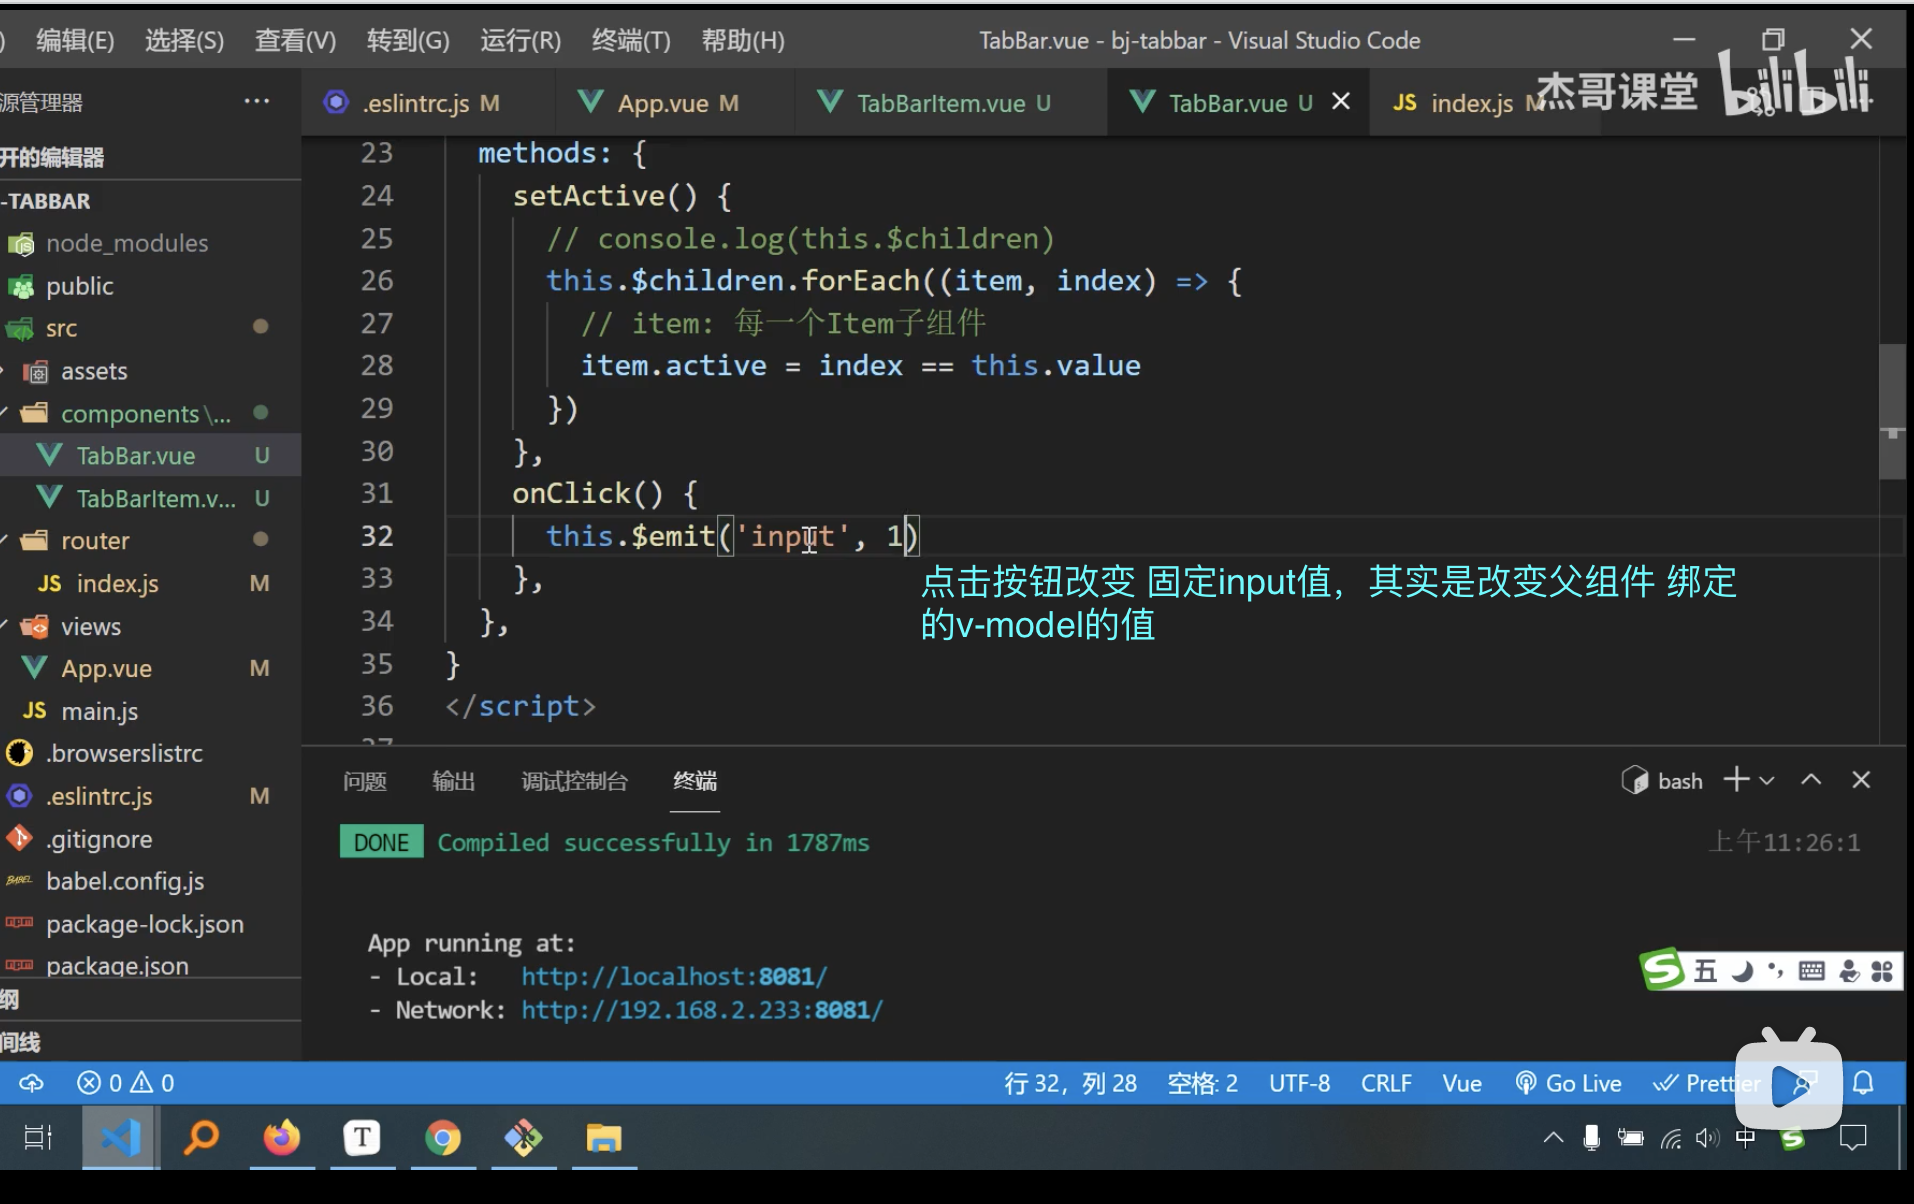 编辑(E) 选择(S) 查看(V) 转到(G) 运行(R) 终端(T) 帮助(H) TabBar.vue - bj-tabbar - Visual Studio Code
杰哥课堂 bilibili
源管理器 ··· .eslintrc.js M App.vue M TabBarItem.vue U TabBar.vue U JS index.js M
开的编辑器
-TABBAR
node_modules
public
src
assets
components\...
TabBar.vue U
TabBarItem.v... U
router
JS index.js M
views
App.vue M
JS main.js
.browserslistrc
.eslintrc.js M
.gitignore
BABEL babel.config.js
package-lock.json
package.json
纲
间线
23 methods: {
24 setActive() {
25 // console.log(this.$children)
26 this.$children.forEach((item, index) => {
27 // item: 每一个Item子组件
28 item.active = index == this.value
29 })
30 },
31 onClick() {
32 this.$emit('input', 1)
33 },
34 },
35 }
36 </script>
37
点击按钮改变 固定input值，其实是改变父组件 绑定
的v-model的值
问题 输出 调试控制台 终端 bash
DONE Compiled successfully in 1787ms 上午11:26:1
App running at:
- Local: http://localhost:8081/
- Network: http://192.168.2.233:8081/
S 五
0 0 行 32，列 28 空格: 2 UTF-8 CRLF Vue Go Live Prettier
T 中 S